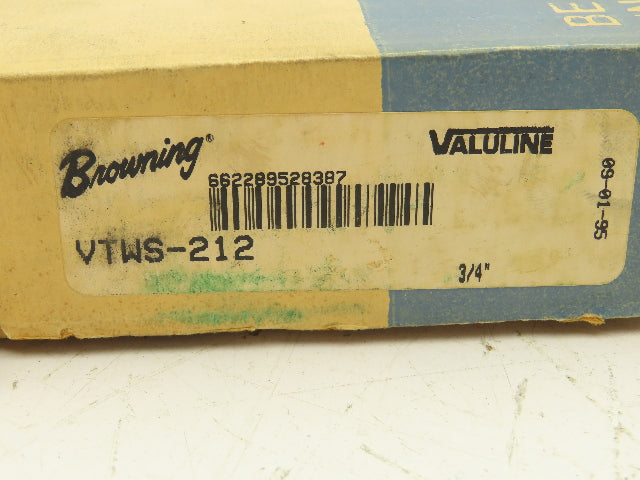 BE
Browning®
VALULINE
662289528387
VTWS-212
3/4"
09-01-95